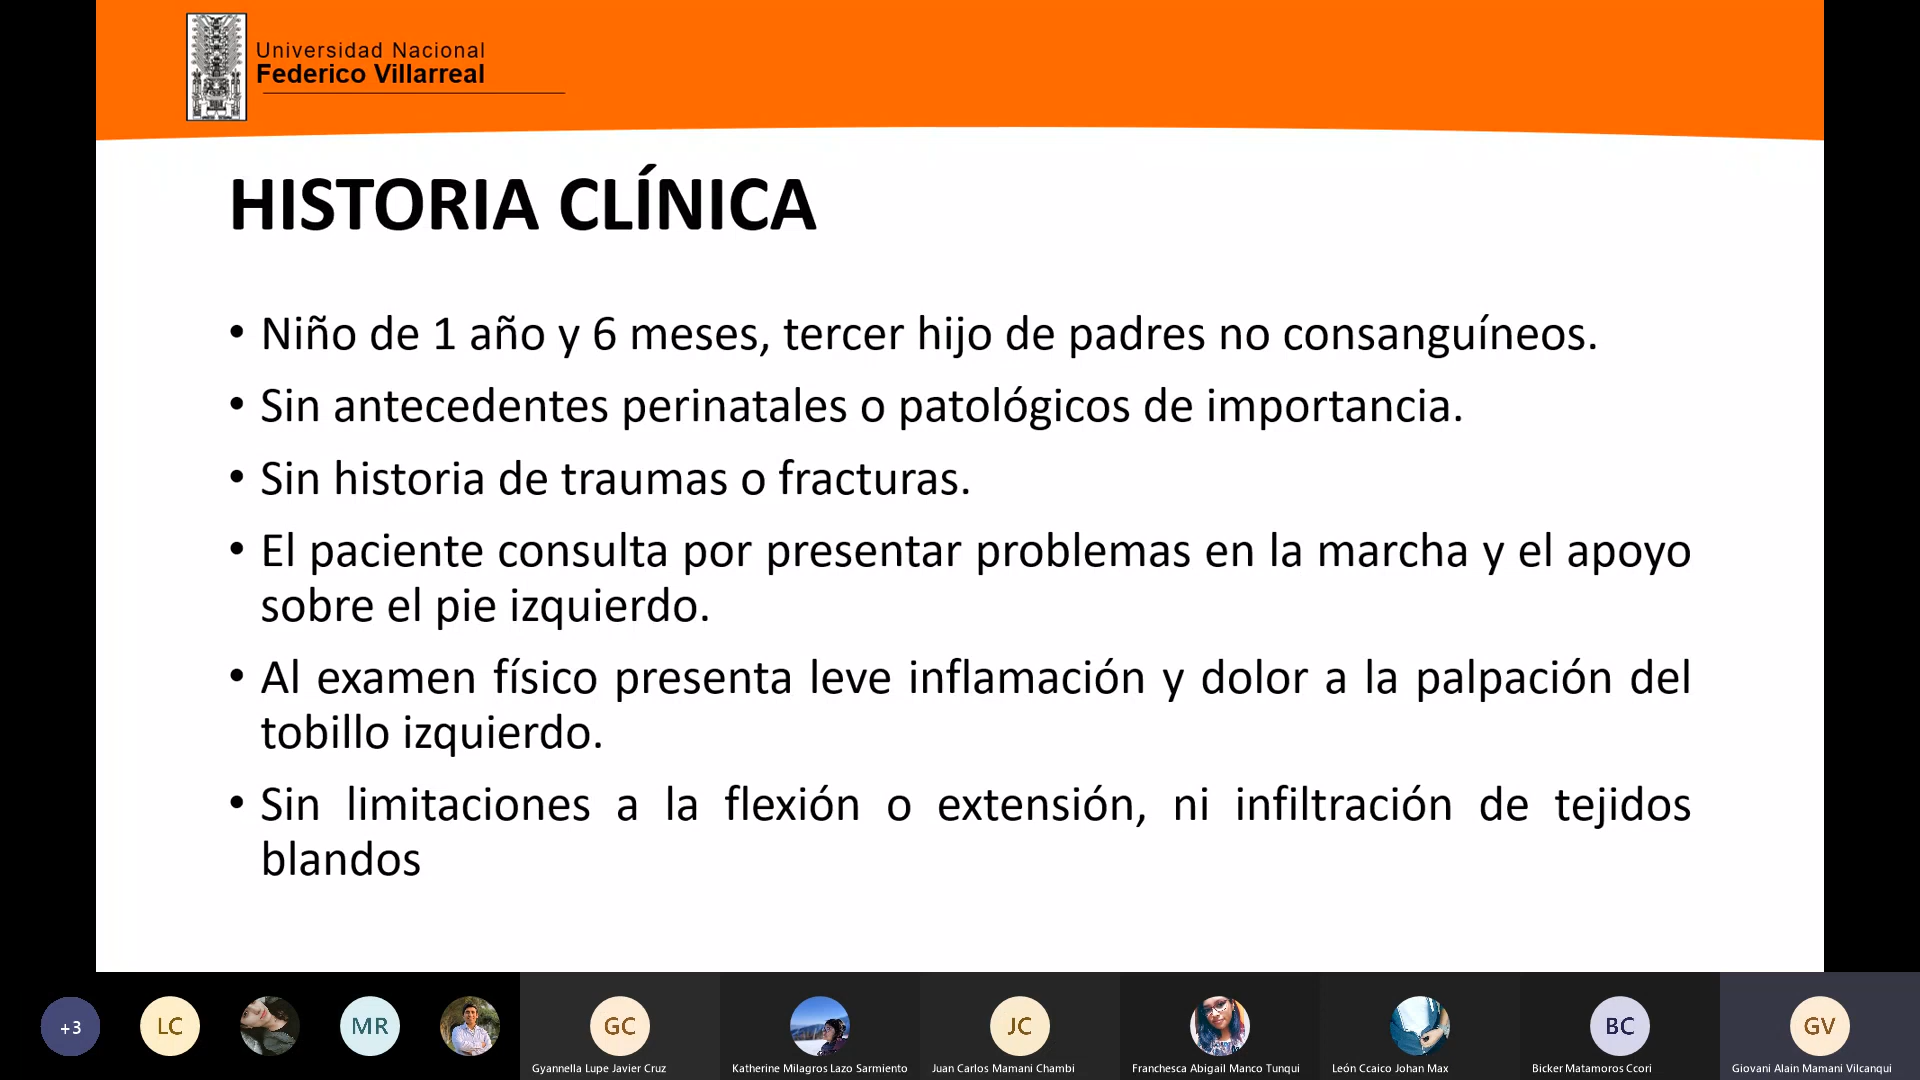 Universidad Nacional
Federico Villarreal
HISTORIA CLÍNICA
• Niño de 1 año y 6 meses, tercer hijo de padres no consanguíneos.
• Sin antecedentes perinatales o patológicos de importancia.
• Sin historia de traumas o fracturas.
• El paciente consulta por presentar problemas en la marcha y el apoyo
sobre el pie izquierdo.
• Al examen físico presenta leve inflamación y dolor a la palpación del
tobillo izquierdo.
• Sin limitaciones a la flexión o extensión, ni infiltración de tejidos
blandos
+3
LC
MR
GC
JC
BC
GV
Gyannella Lupe Javier Cruz
Katherine Milagros Lazo Sarmiento
Juan Carlos Mamani Chambi
Franchesca Abigail Manco Tunqui
León Ccaico Johan Max
Bicker Matamoros Ccori
Giovani Alain Mamani Vilcanqui